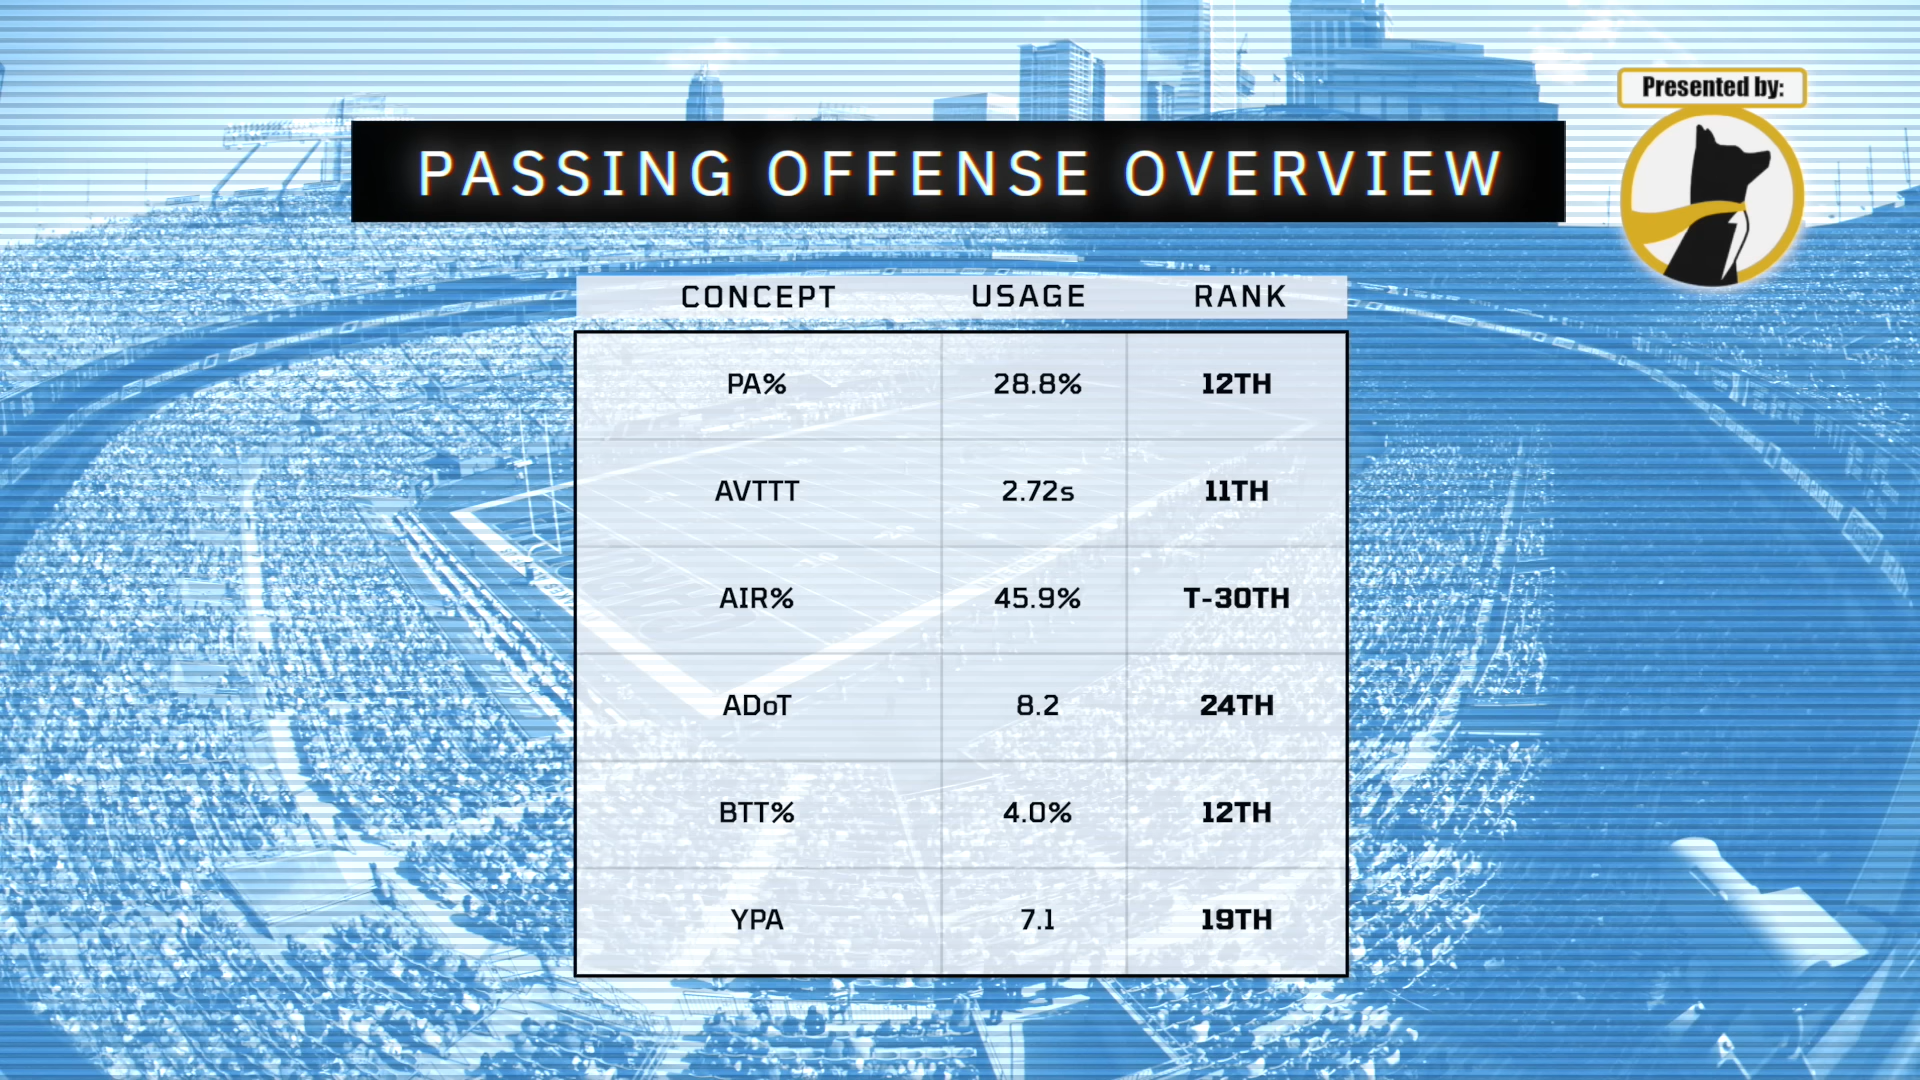 Presented by:
PASSING OFFENSE OVERVIEW
CONCEPT USAGE RANK
PA% 28.8% 12TH
AVTTT 2.72s 11TH
AIR% 45.9% T-30TH
ADoT 8.2 24TH
BTT% 4.0% 12TH
YPA 7.1 19TH